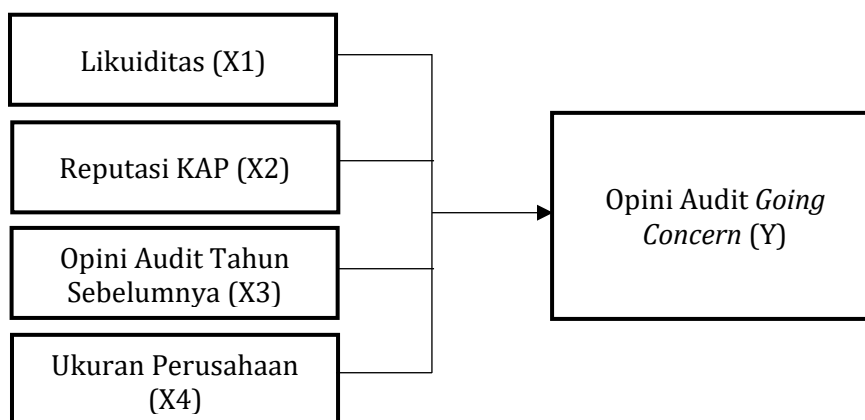 Likuiditas (X1)
Reputasi KAP (X2)
Opini Audit Tahun
Sebelumnya (X3)
Ukuran Perusahaan
(X4)
Opini Audit Going
Concern (Y)